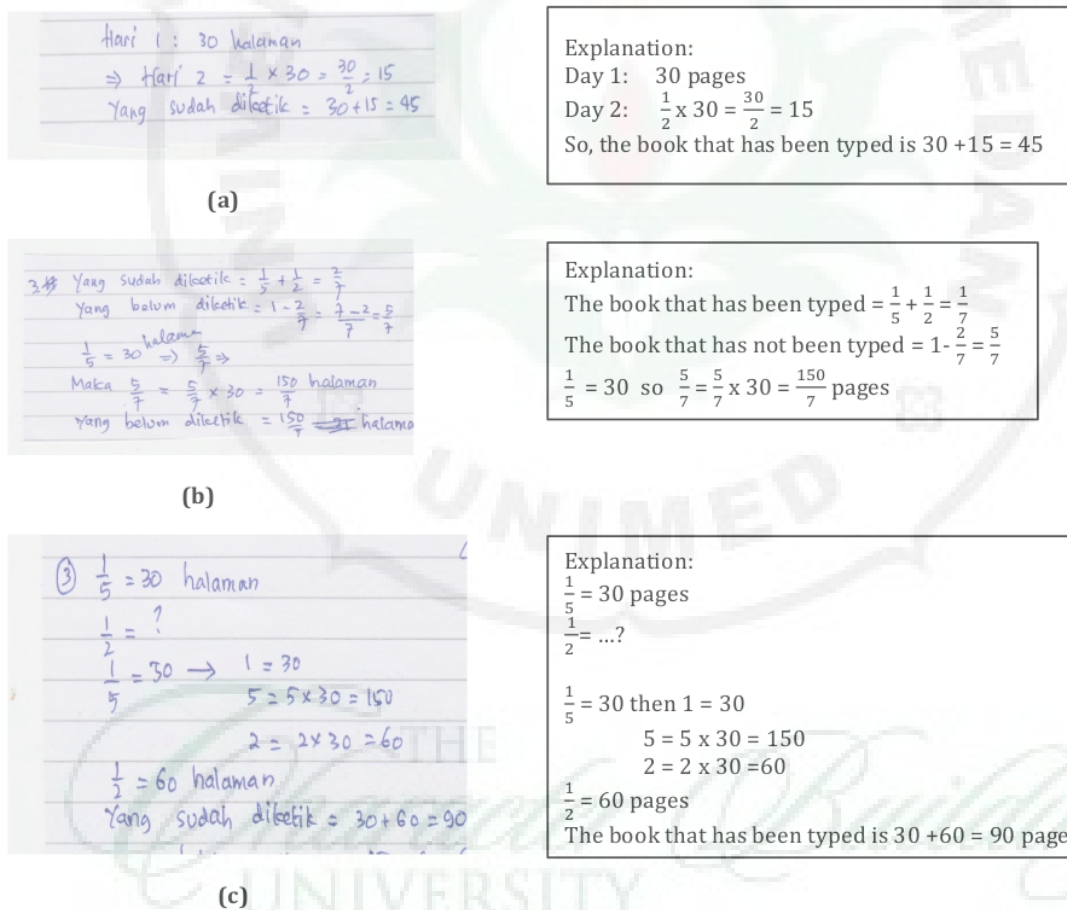 Hari 1 : 30 halaman
⇒ Hari 2 = 1/2 x 30 = 30/2 = 15
Yang sudah diketik = 30+15 = 45
Explanation:
Day 1: 30 pages
Day 2: 1/2 x 30 = 30/2 = 15
So, the book that has been typed is 30 +15 = 45
(a)
3. Yang sudah diketik = 1/5 + 1/2 = 2/7
Yang belum diketik = 1 - 2/7 = 7-2/7 = 5/7
1/5 = 30 halaman ⇒ 5/7 ⇒
Maka 5/7 = 5/7 x 30 = 150/7 halaman
Yang belum diketik = 150/7 halama
Explanation:
The book that has been typed = 1/5 + 1/2 = 1/7
The book that has not been typed = 1- 2/7 = 5/7
1/5 = 30 so 5/7 = 5/7 x 30 = 150/7 pages
(b)
UNIMED
③ 1/5 = 30 halaman
1/2 = ?
1/5 = 30 → 1 = 30
5 = 5 x 30 = 150
2 = 2 x 30 = 60
1/2 = 60 halaman
Yang sudah diketik = 30 + 60 = 90
Explanation:
1/5 = 30 pages
1/2 = ...?
1/5 = 30 then 1 = 30
5 = 5 x 30 = 150
2 = 2 x 30 =60
1/2 = 60 pages
The book that has been typed is 30 +60 = 90 page
(c)
THE
Character Building
UNIVERSITY